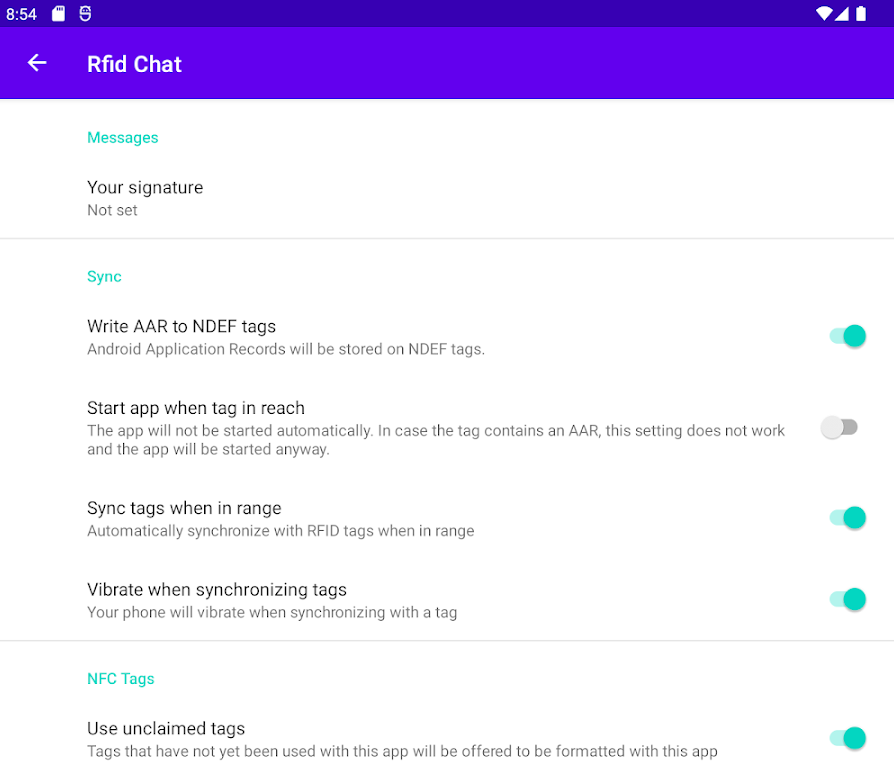 8:54
Rfid Chat
Messages
Your signature
Not set
Sync
Write AAR to NDEF tags
Android Application Records will be stored on NDEF tags.
Start app when tag in reach
The app will not be started automatically. In case the tag contains an AAR, this setting does not work
and the app will be started anyway.
Sync tags when in range
Automatically synchronize with RFID tags when in range
Vibrate when synchronizing tags
Your phone will vibrate when synchronizing with a tag
NFC Tags
Use unclaimed tags
Tags that have not yet been used with this app will be offered to be formatted with this app